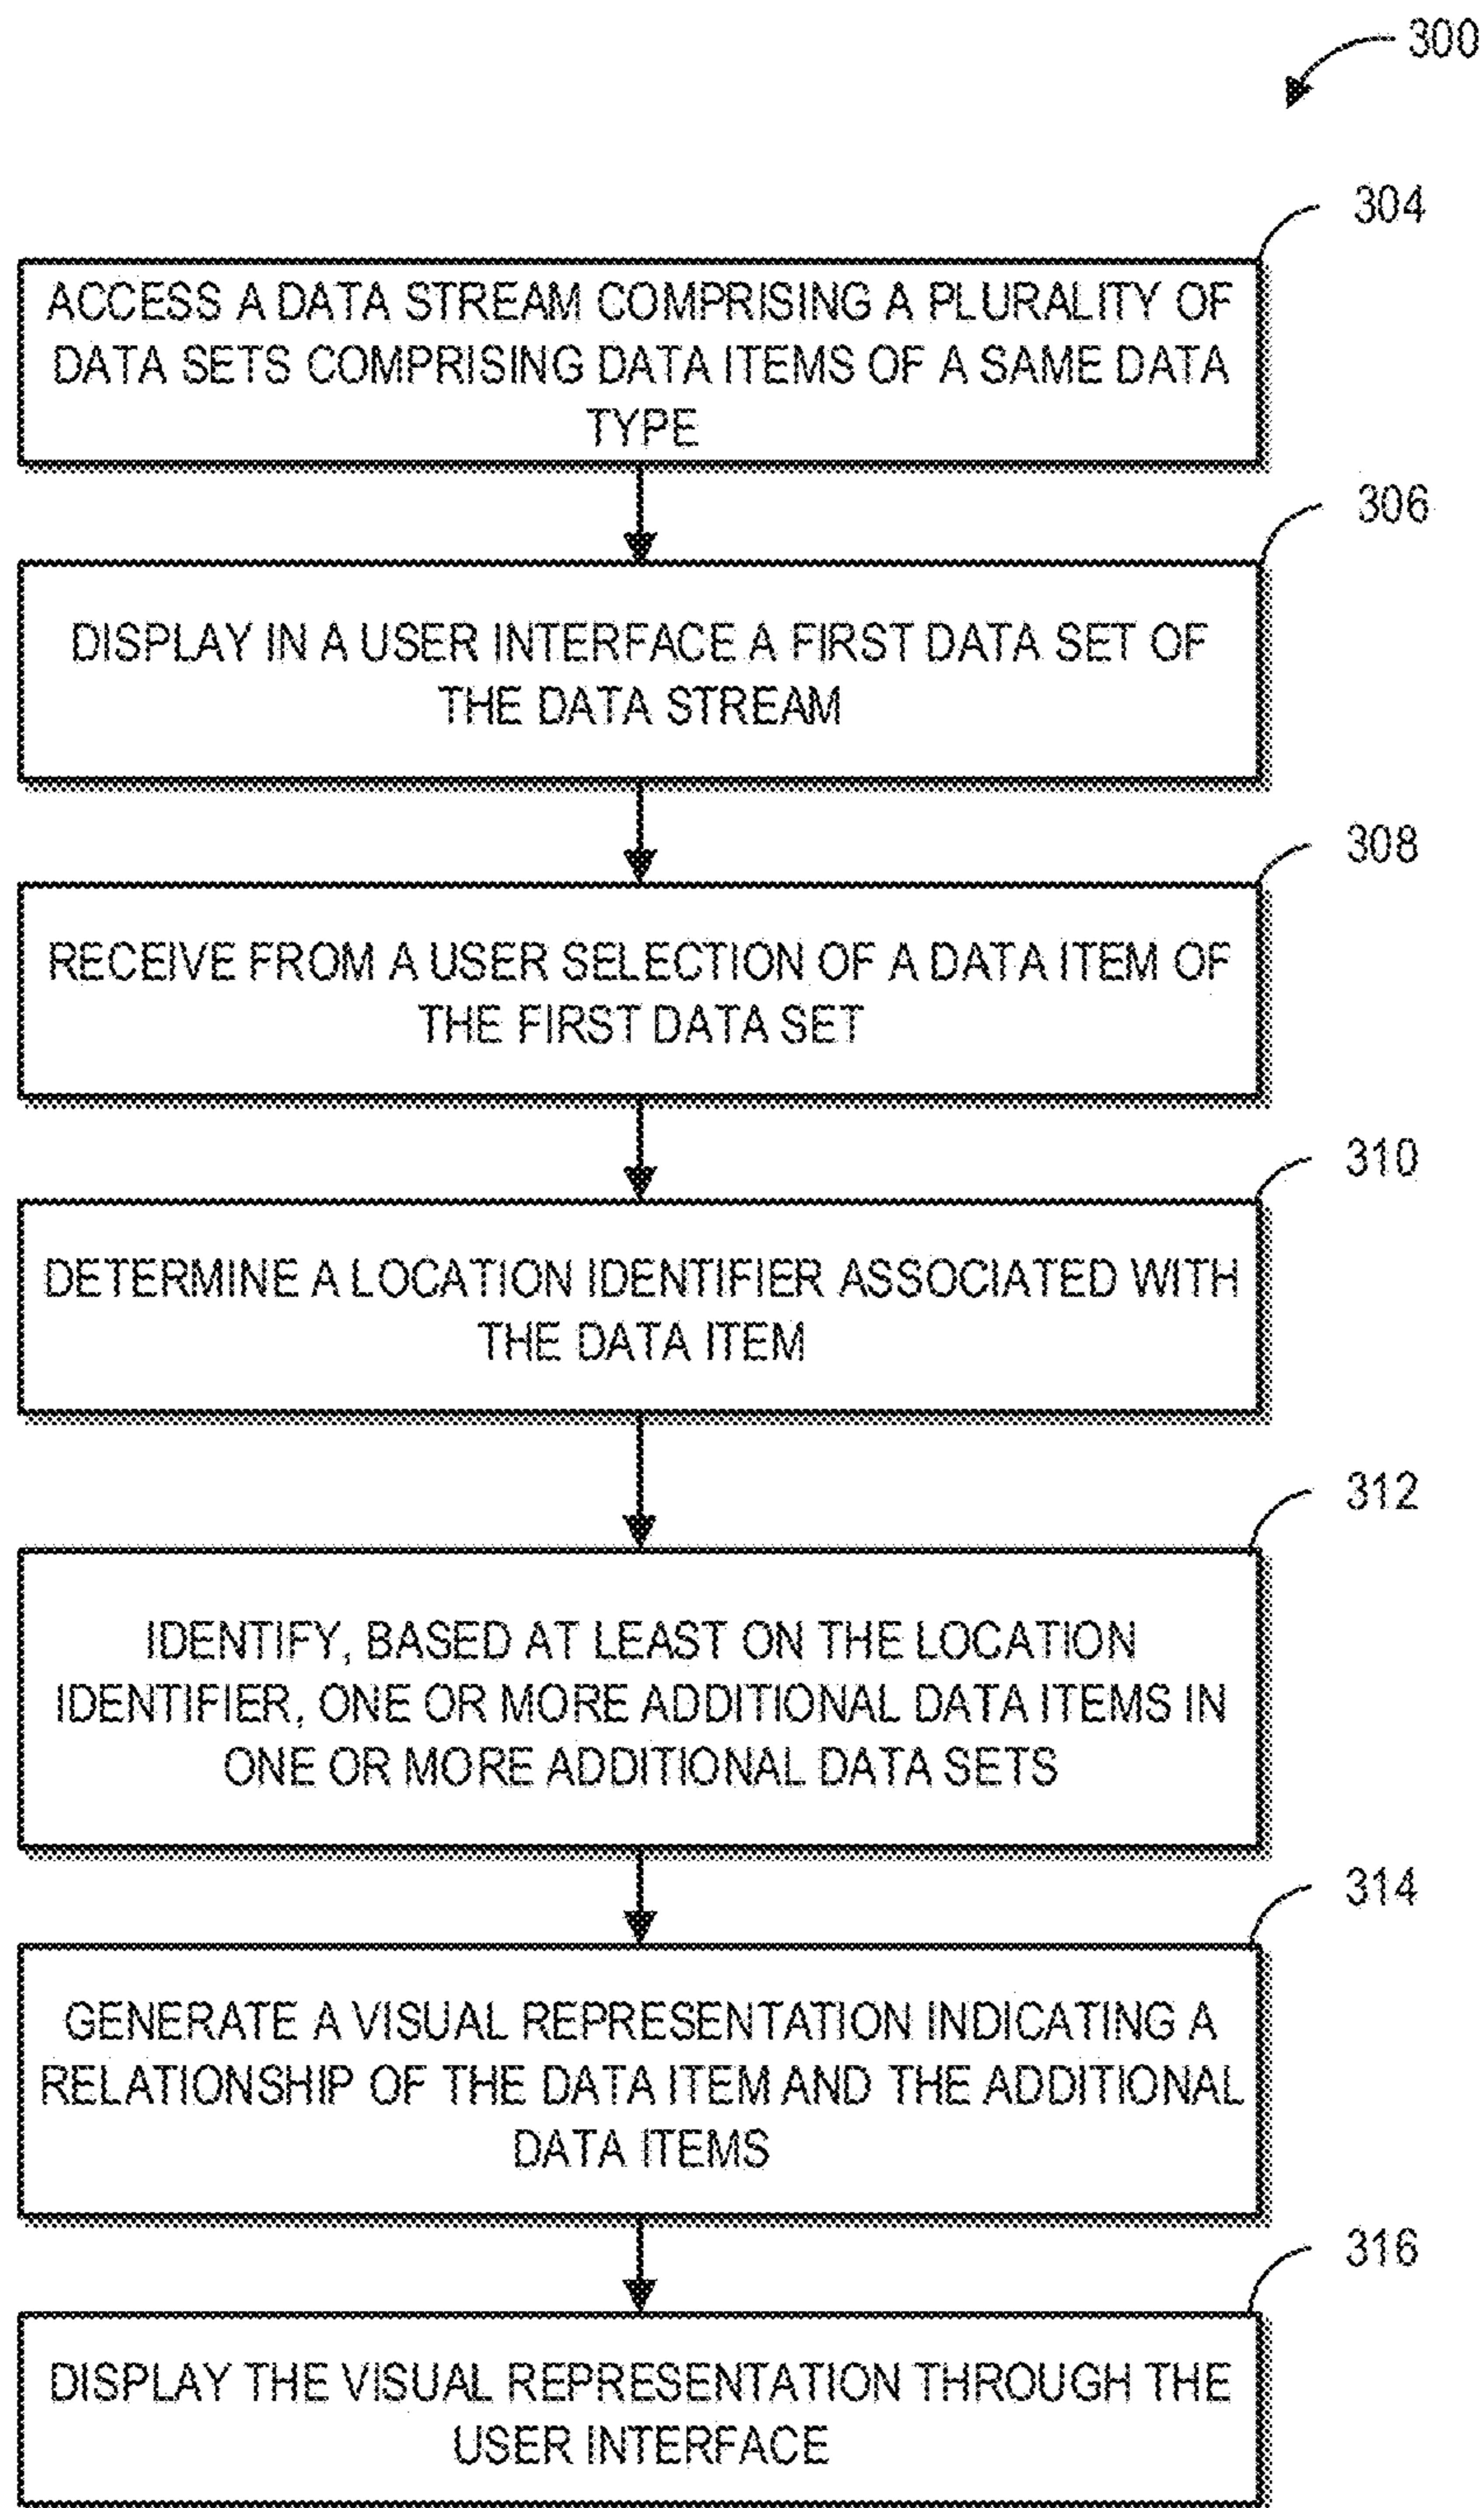 300
304
ACCESS A DATA STREAM COMPRISING A PLURALITY OF
DATA SETS COMPRISING DATA ITEMS OF A SAME DATA
TYPE
306
DISPLAY IN A USER INTERFACE A FIRST DATA SET OF
THE DATA STREAM
308
RECEIVE FROM A USER SELECTION OF A DATA ITEM OF
THE FIRST DATA SET
310
DETERMINE A LOCATION IDENTIFIER ASSOCIATED WITH
THE DATA ITEM
312
IDENTIFY, BASED AT LEAST ON THE LOCATION
IDENTIFIER, ONE OR MORE ADDITIONAL DATA ITEMS IN
ONE OR MORE ADDITIONAL DATA SETS
314
GENERATE A VISUAL REPRESENTATION INDICATING A
RELATIONSHIP OF THE DATA ITEM AND THE ADDITIONAL
DATA ITEMS
316
DISPLAY THE VISUAL REPRESENTATION THROUGH THE
USER INTERFACE